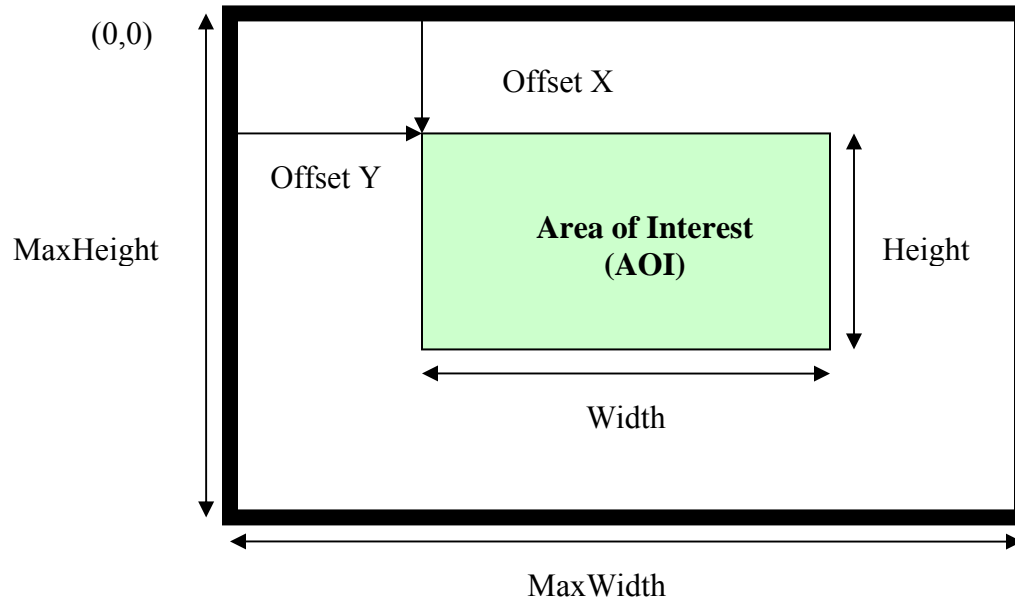 (0,0)
Offset X
Offset Y
Area of Interest
(AOI)
MaxHeight
Height
Width
MaxWidth